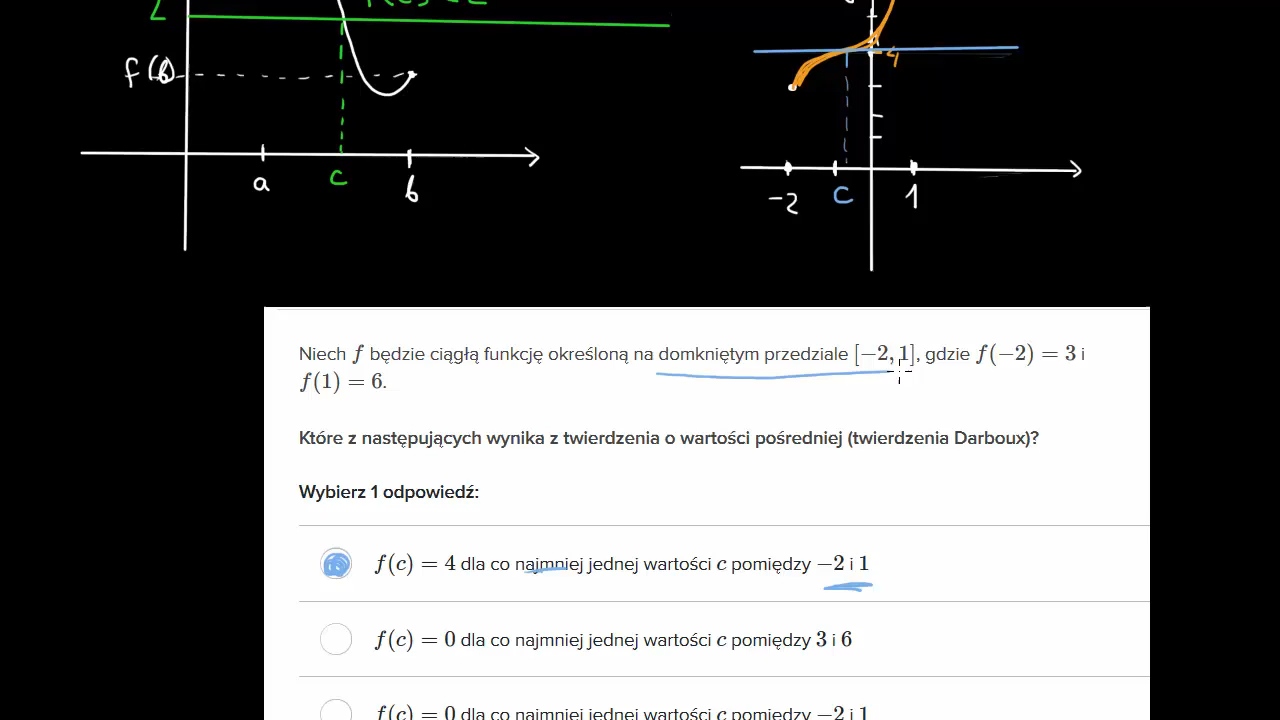 f(b)
a
c
b
4
-2
c
1
Niech f będzie ciągłą funkcję określoną na domkniętym przedziale [−2, 1], gdzie f(−2) = 3 i
f(1) = 6.
Które z następujących wynika z twierdzenia o wartości pośredniej (twierdzenia Darboux)?
Wybierz 1 odpowiedź:
f(c) = 4 dla co najmniej jednej wartości c pomiędzy −2 i 1
f(c) = 0 dla co najmniej jednej wartości c pomiędzy 3 i 6
f(c) = 0 dla co najmniej jednej wartości c pomiędzy −2 i 1